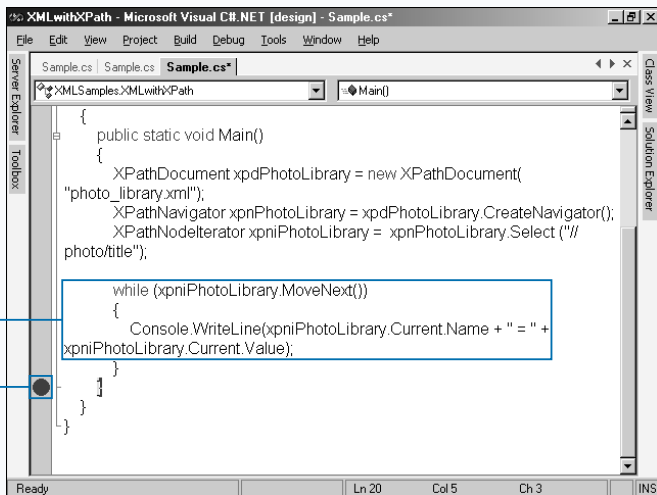 XMLwithXPath - Microsoft Visual C#.NET [design] - Sample.cs*
File Edit View Project Build Debug Tools Window Help
Sample.cs Sample.cs Sample.cs*
XMLSamples.XMLwithXPath Main()
Server Explorer
Toolbox
Class View
Solution Explorer
{
public static void Main()
{
XPathDocument xpdPhotoLibrary = new XPathDocument(
"photo_library.xml");
XPathNavigator xpnPhotoLibrary = xpdPhotoLibrary.CreateNavigator();
XPathNodeIterator xpniPhotoLibrary = xpnPhotoLibrary.Select ("//
photo/title");
while (xpniPhotoLibrary.MoveNext())
{
Console.WriteLine(xpniPhotoLibrary.Current.Name + " = " +
xpniPhotoLibrary.Current.Value);
}
}
}
}
Ready Ln 20 Col 5 Ch 3 INS